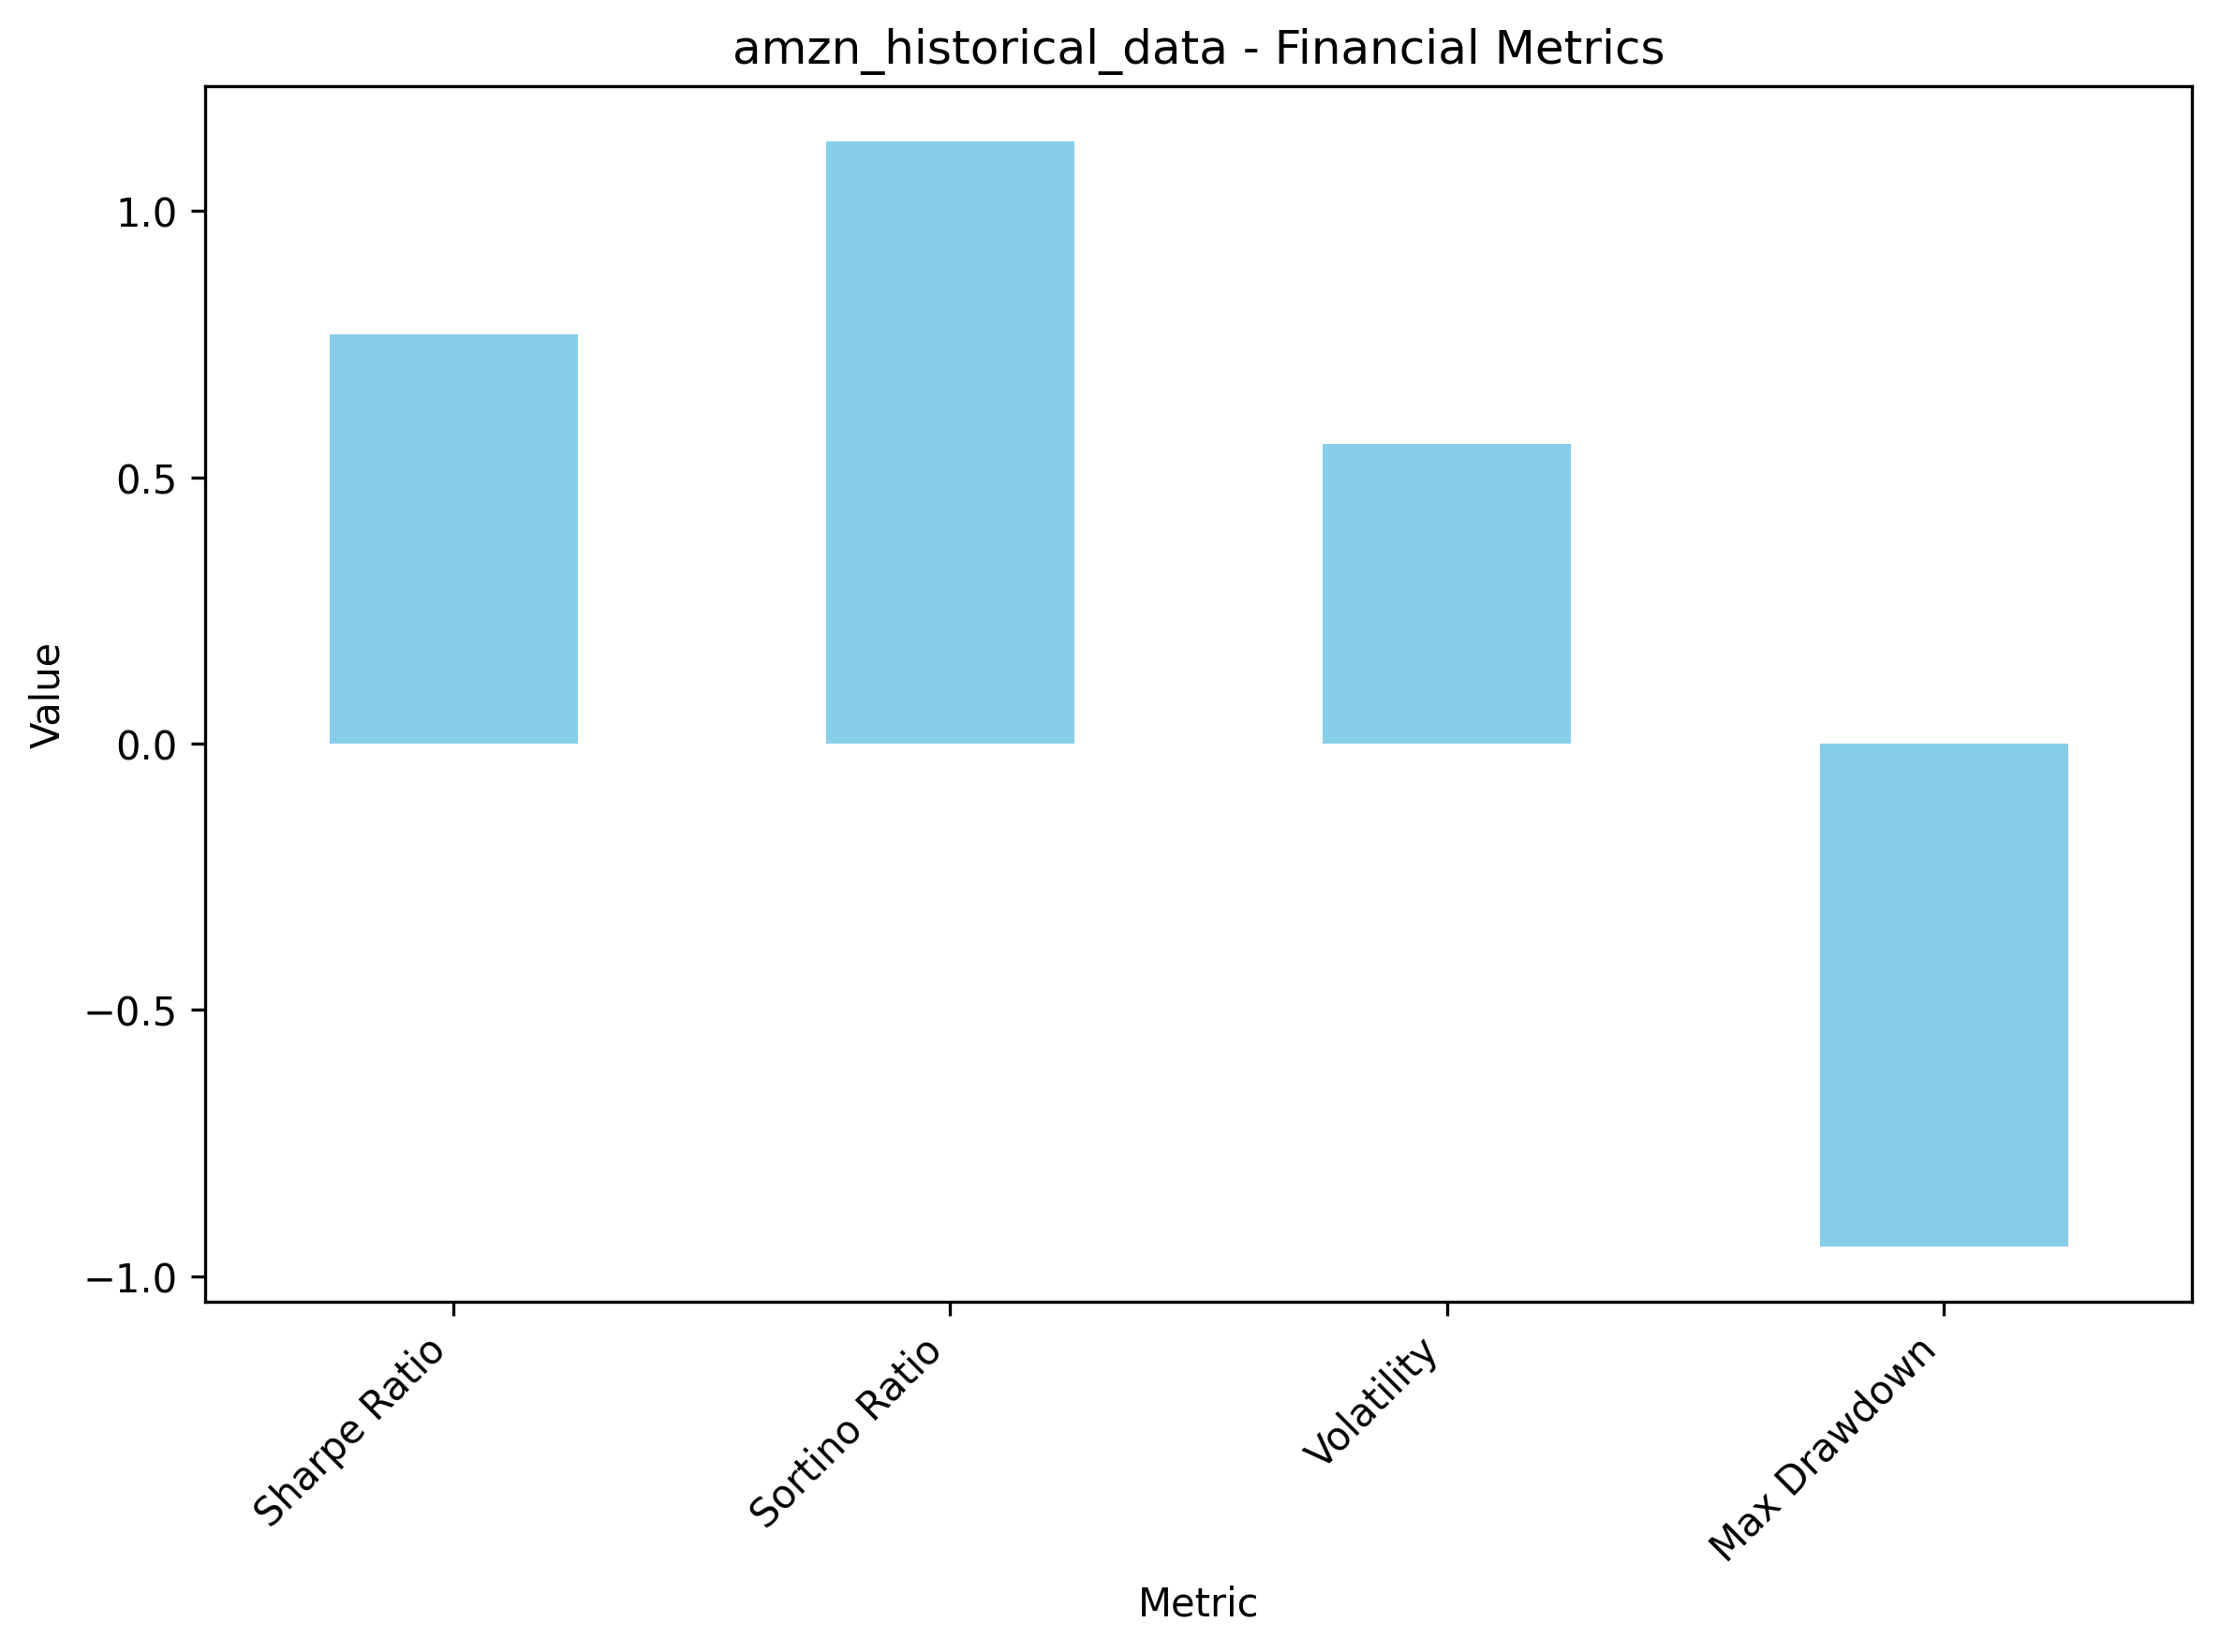 amzn_historical_data - Financial Metrics
Value
1.0
0.5
0.0
−0.5
−1.0
Sharpe Ratio
Sortino Ratio
Volatility
Max Drawdown
Metric